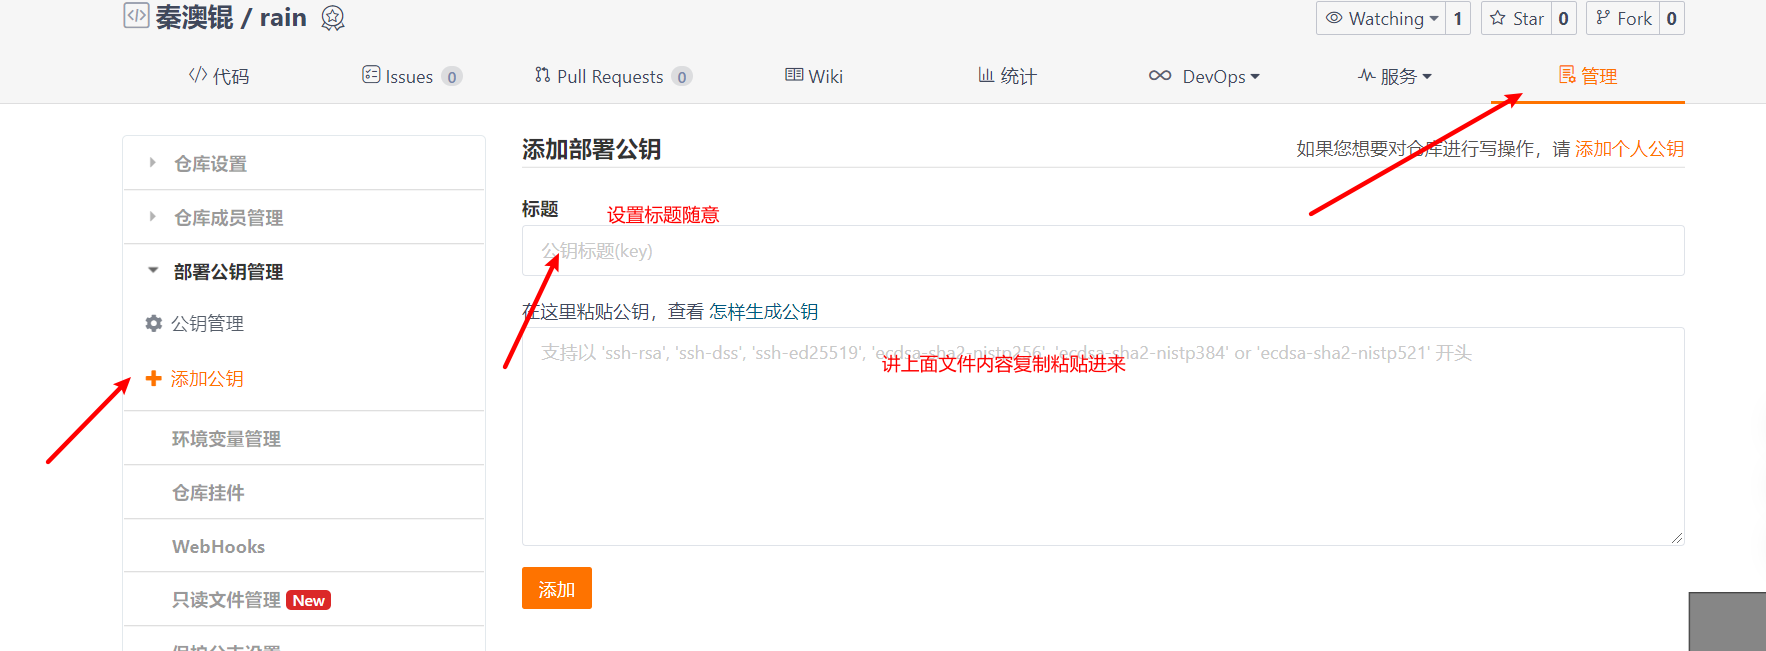 秦澳锟 / rain
Watching 1 Star 0 Fork 0
代码 Issues 0 Pull Requests 0 Wiki 统计 DevOps 服务 管理
仓库设置
仓库成员管理
部署公钥管理
公钥管理
添加公钥
环境变量管理
仓库挂件
WebHooks
只读文件管理 New
保护分支设置
添加部署公钥
如果您想要对仓库进行写操作，请 添加个人公钥
标题
设置标题随意
公钥标题(key)
在这里粘贴公钥，查看 怎样生成公钥
支持以 'ssh-rsa', 'ssh-dss', 'ssh-ed25519', 'ecdsa-sha2-nistp256', 'ecdsa-sha2-nistp384' or 'ecdsa-sha2-nistp521' 开头
讲上面文件内容复制粘贴进来
添加